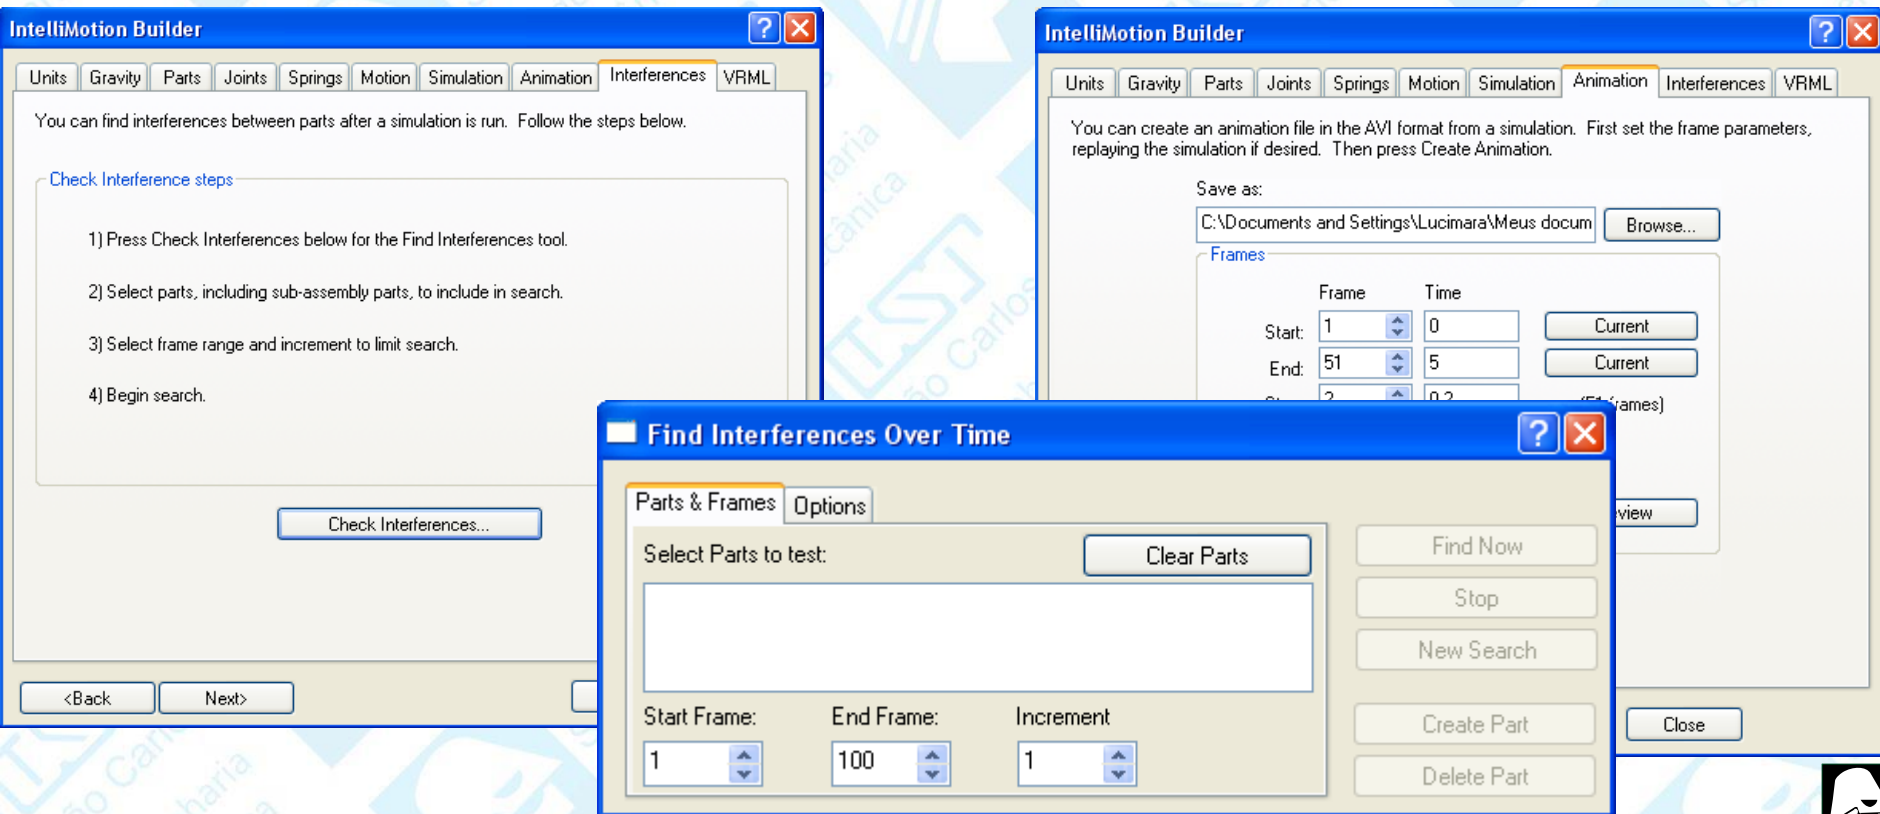 IntelliMotion Builder
Units Gravity Parts Joints Springs Motion Simulation Animation Interferences VRML
You can find interferences between parts after a simulation is run. Follow the steps below.
Check Interference steps
1) Press Check Interferences below for the Find Interferences tool.
2) Select parts, including sub-assembly parts, to include in search.
3) Select frame range and increment to limit search.
4) Begin search.
Check Interferences...
<Back Next>
IntelliMotion Builder
Units Gravity Parts Joints Springs Motion Simulation Animation Interferences VRML
You can create an animation file in the AVI format from a simulation. First set the frame parameters,
replaying the simulation if desired. Then press Create Animation.
Save as:
C:\Documents and Settings\Lucimara\Meus docum Browse...
Frames
Frame Time
Start: 1 0 Current
End: 51 5 Current
2 0.2
Close
Find Interferences Over Time
Parts & Frames Options
Select Parts to test: Clear Parts
Start Frame: End Frame: Increment
1 100 1
Find Now
Stop
New Search
Create Part
Delete Part